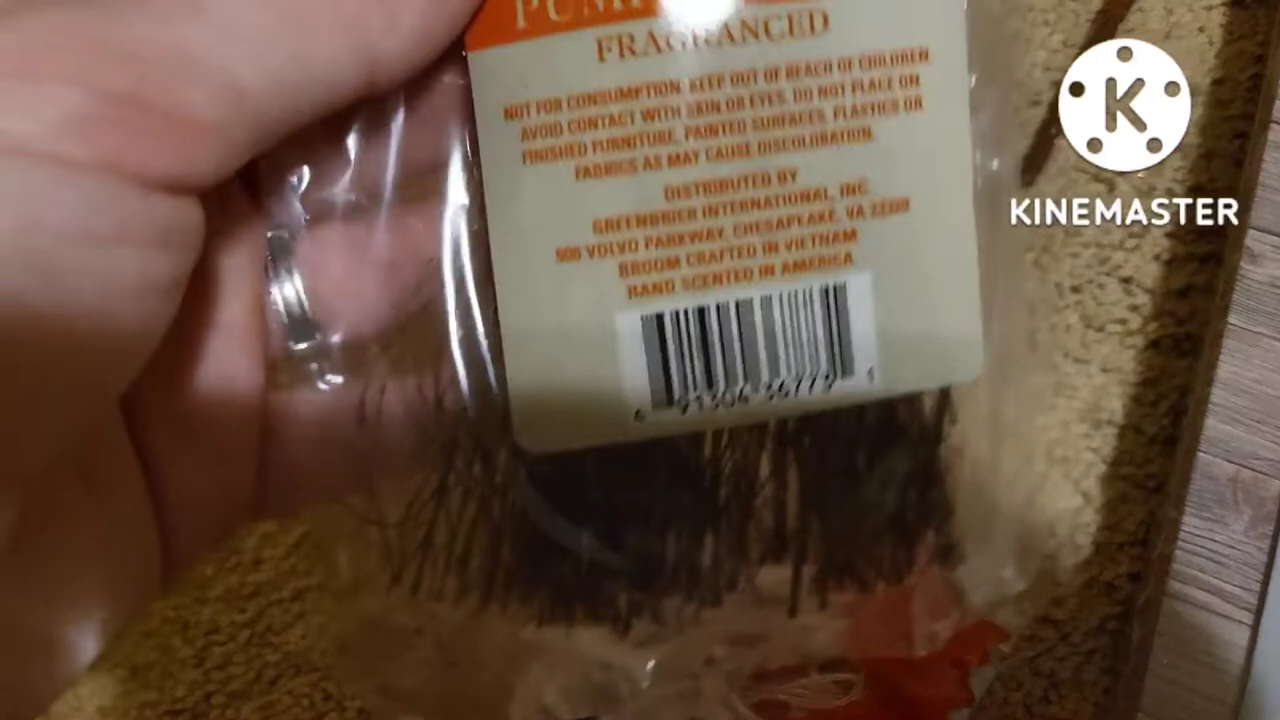 FRAGRANCED
NOT FOR CONSUMPTION. KEEP OUT OF REACH OF CHILDREN
AVOID CONTACT WITH SKIN OR EYES. DO NOT PLACE ON
FINISHED FURNITURE, PAINTED SURFACES, PLASTICS OR
FABRICS AS MAY CAUSE DISCOLORATION.
DISTRIBUTED BY
GREENBRIER INTERNATIONAL, INC.
500 VOLVO PARKWAY, CHESAPEAKE, VA 23320
BROOM CRAFTED IN VIETNAM
HAND SCENTED IN AMERICA
K
KINEMASTER